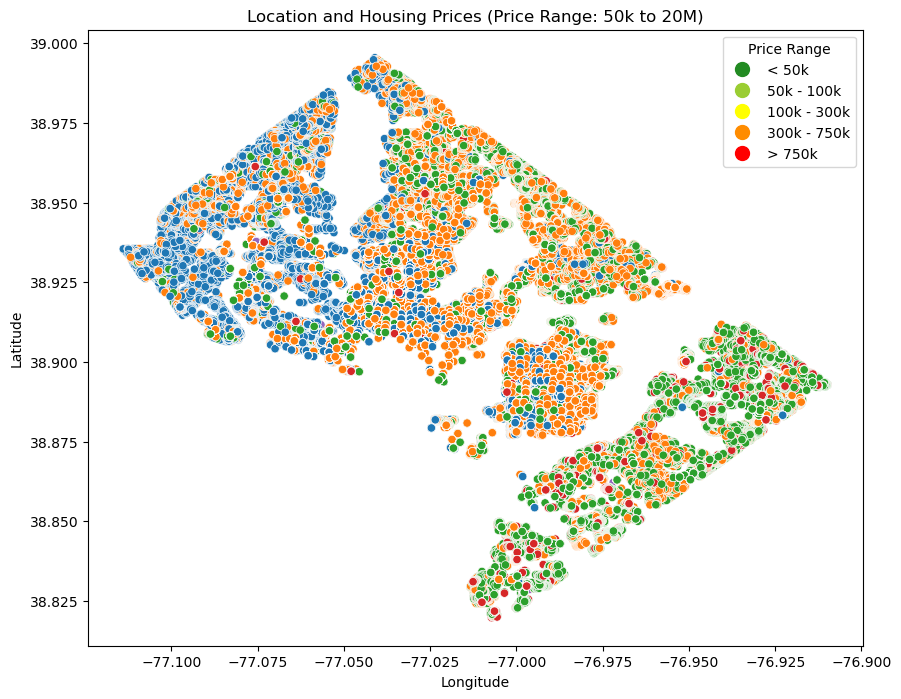 Location and Housing Prices (Price Range: 50k to 20M)
Price Range
< 50k
50k - 100k
100k - 300k
300k - 750k
> 750k
Latitude
39.000
38.975
38.950
38.925
38.900
38.875
38.850
38.825
−77.100 −77.075 −77.050 −77.025 −77.000 −76.975 −76.950 −76.925 −76.900
Longitude